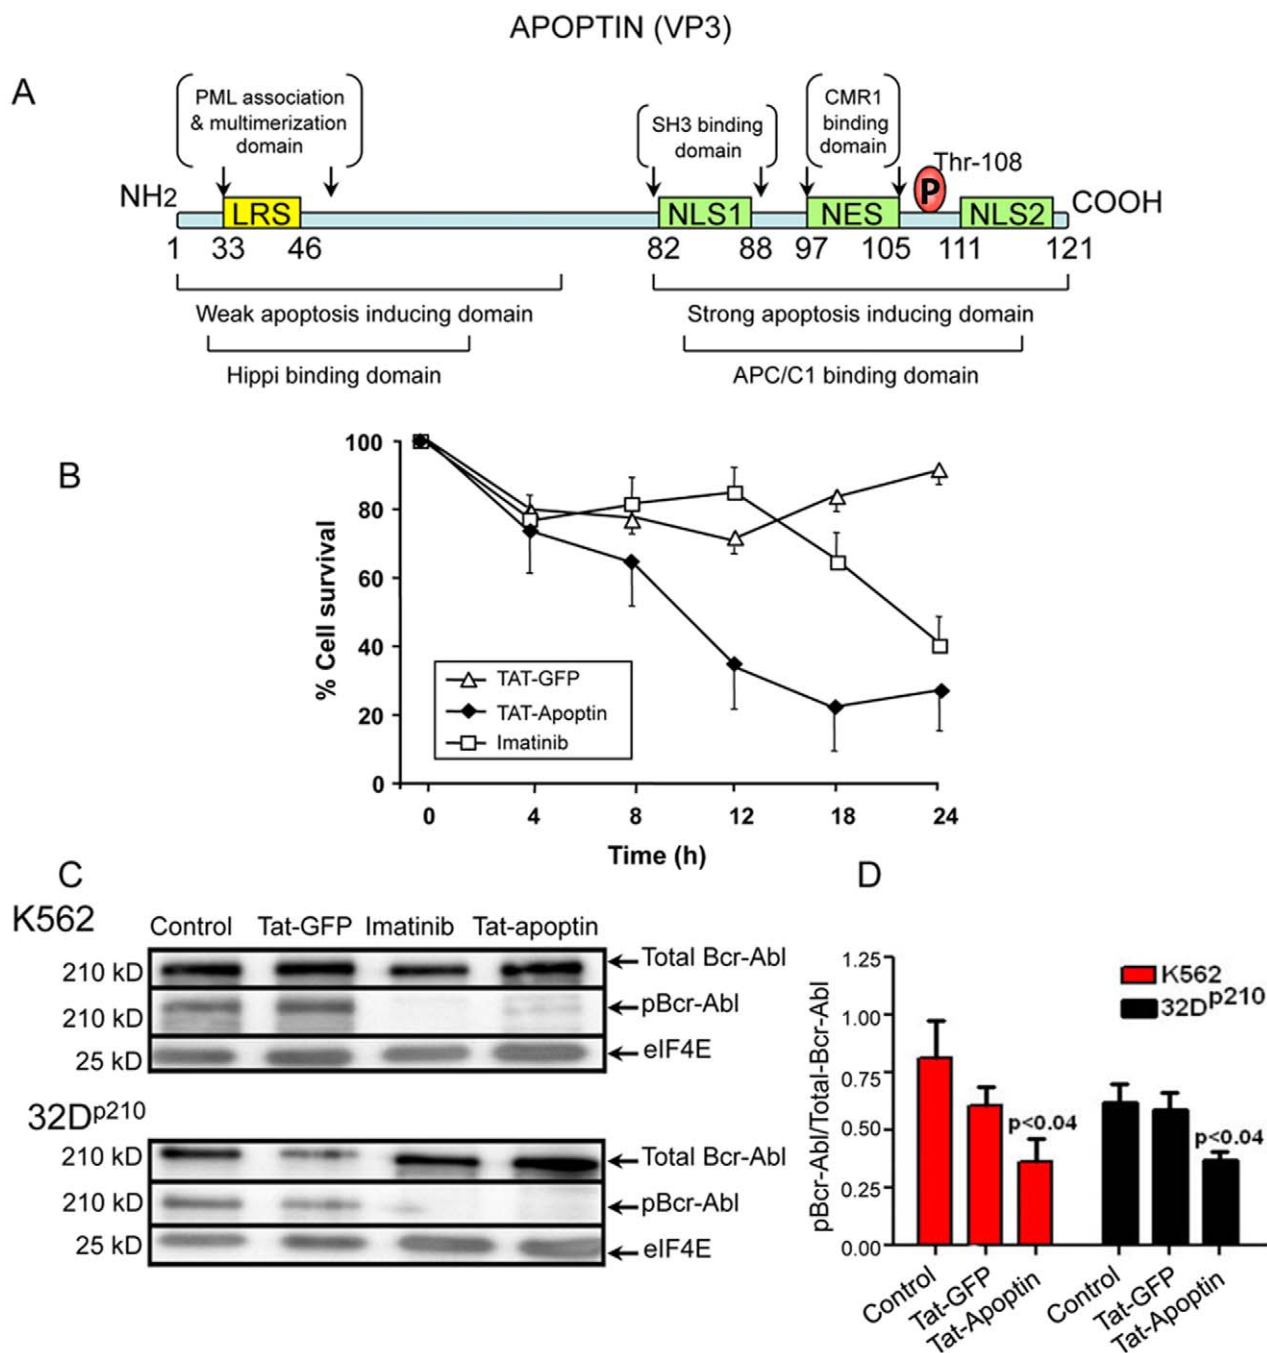 APOPTIN (VP3)
A
PML association
& multimerization
domain
SH3 binding
domain
CMR1
binding
domain
Thr-108
P
NH2
LRS
NLS1
NES
NLS2
COOH
1 33 46 82 88 97 105 111 121
Weak apoptosis inducing domain
Strong apoptosis inducing domain
Hippi binding domain
APC/C1 binding domain
B
100
80
60
40
20
0
% Cell survival
TAT-GFP
TAT-Apoptin
Imatinib
0 4 8 12 18 24
Time (h)
C
K562
Control Tat-GFP Imatinib Tat-apoptin
210 kD Total Bcr-Abl
210 kD pBcr-Abl
25 kD eIF4E
32Dp210
210 kD Total Bcr-Abl
210 kD pBcr-Abl
25 kD eIF4E
D
pBcr-Abl/Total-Bcr-Abl
1.25
1.00
0.75
0.50
0.25
0.00
K562
32Dp210
p<0.04
p<0.04
Control Tat-GFP Tat-Apoptin Control Tat-GFP Tat-Apoptin